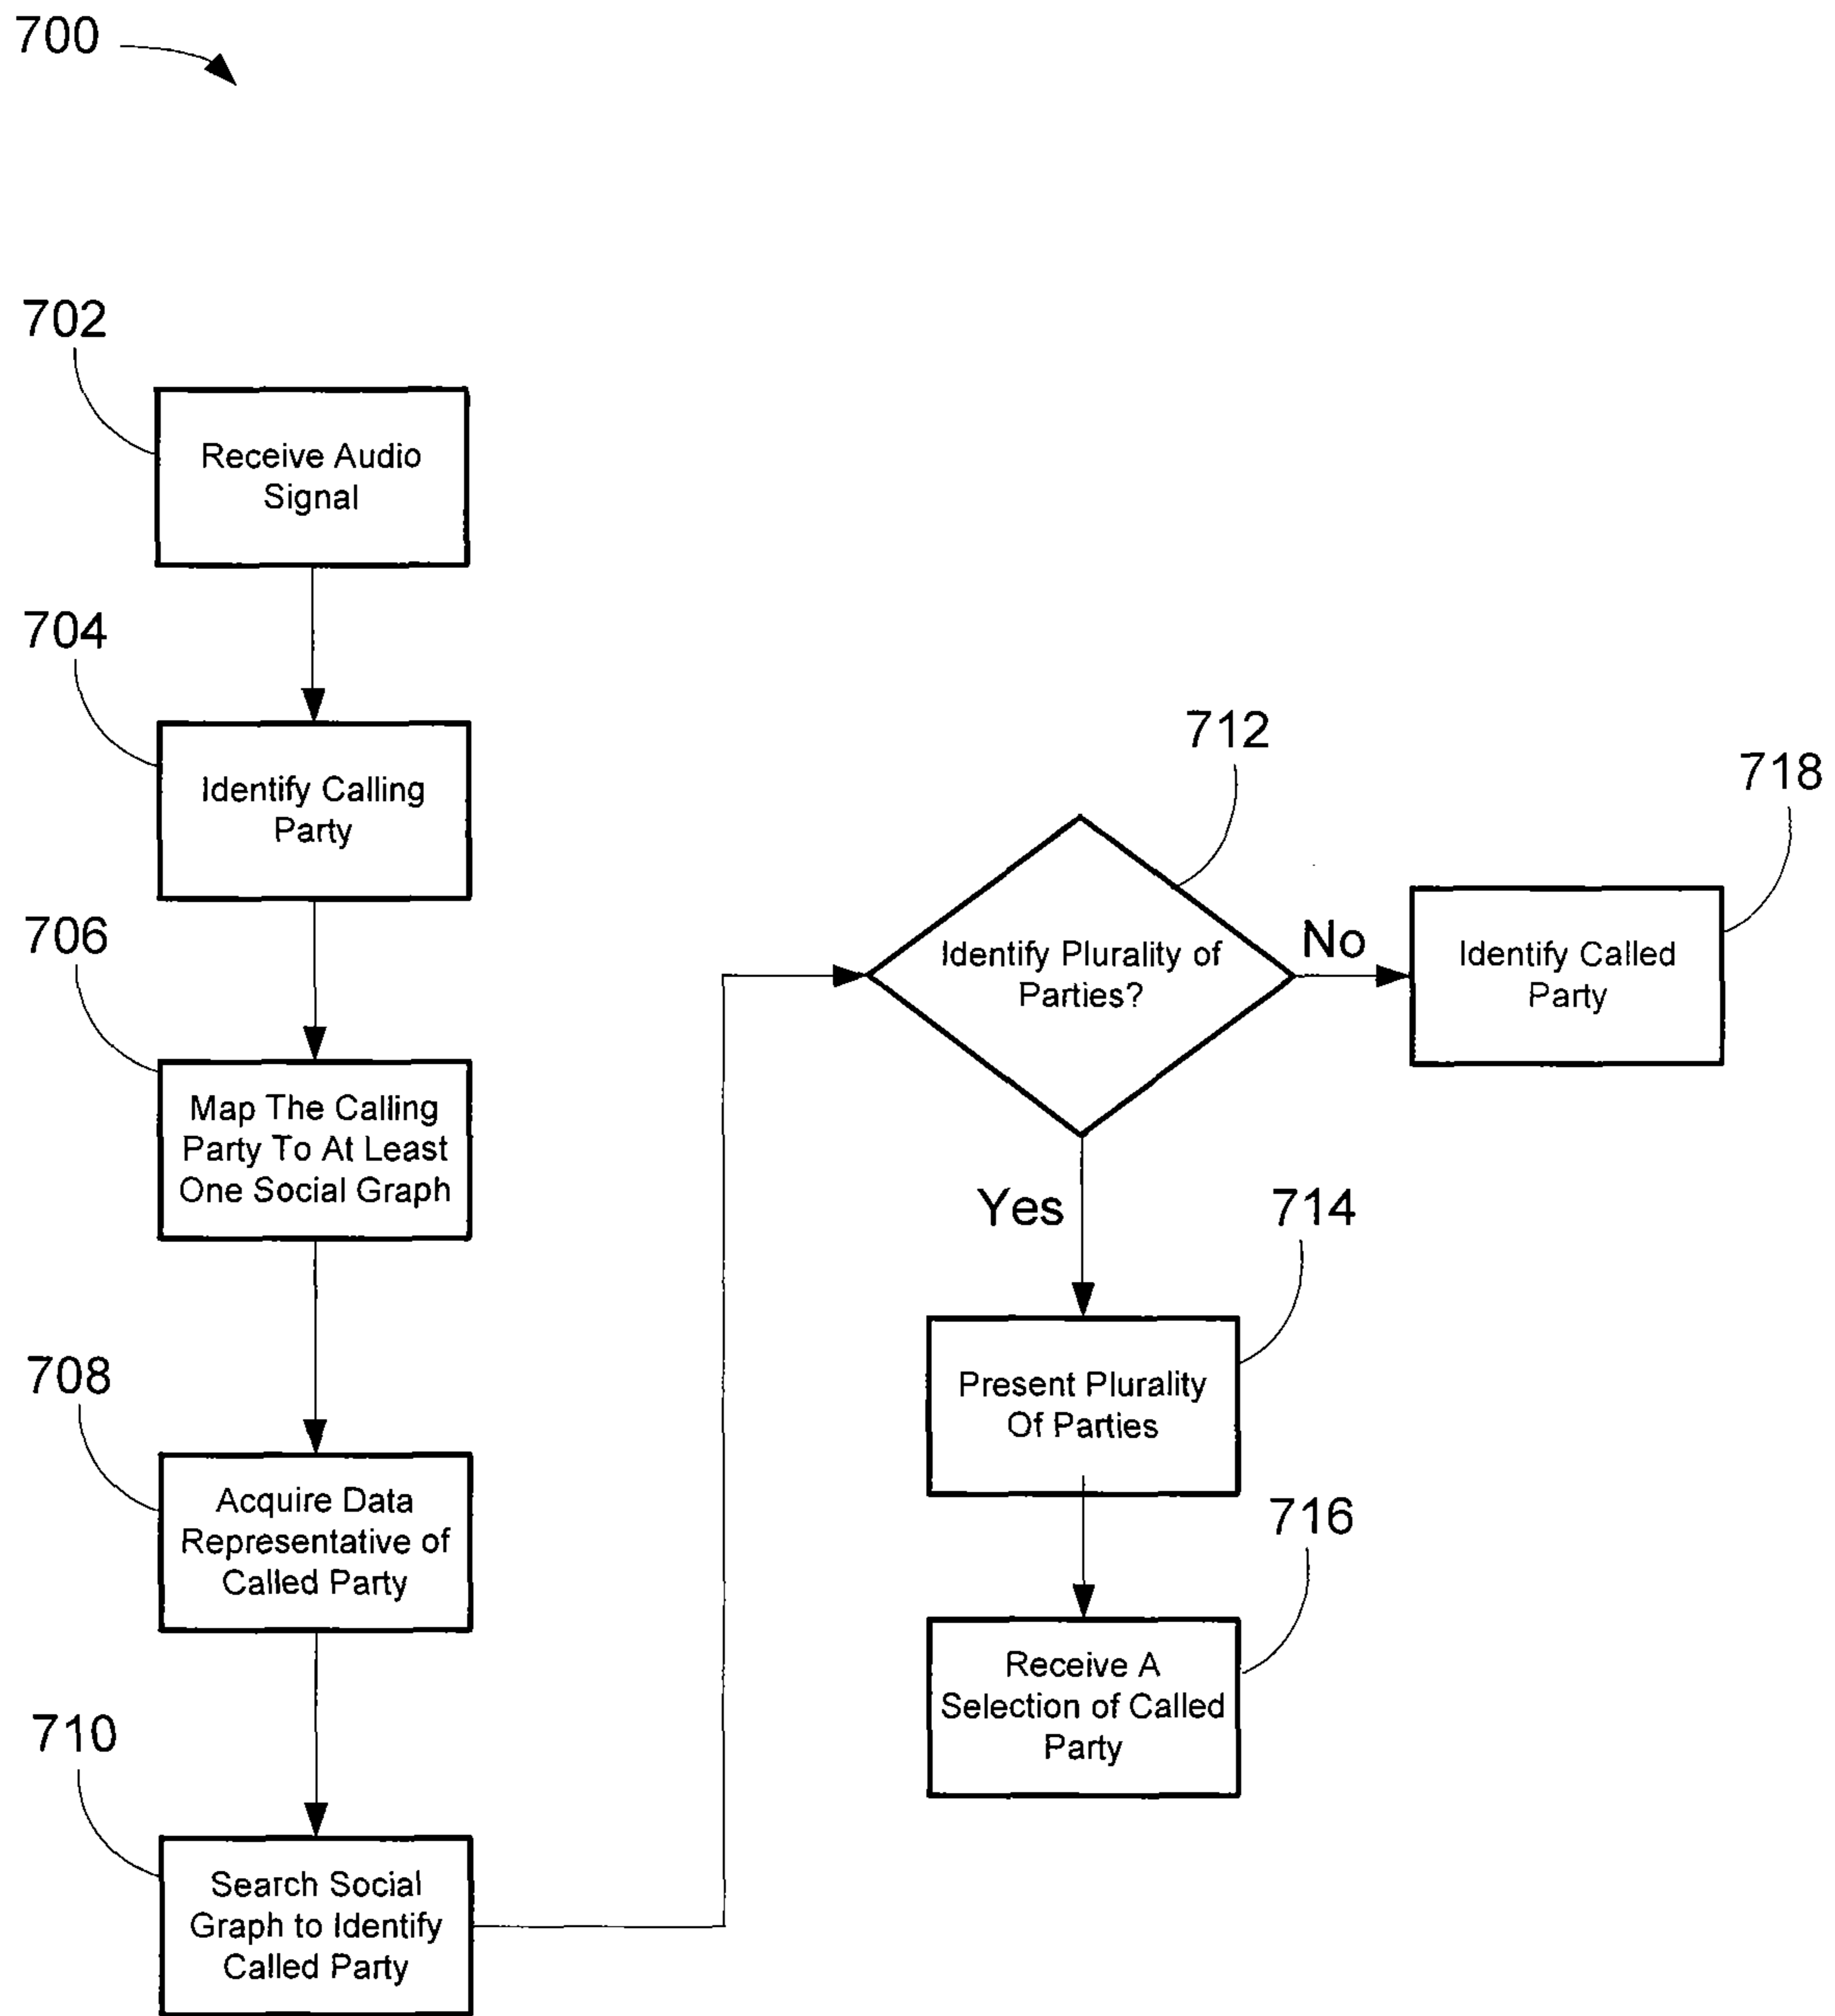 700
702
Receive Audio
Signal
704
Identify Calling
Party
706
Map The Calling
Party To At Least
One Social Graph
708
Acquire Data
Representative of
Called Party
710
Search Social
Graph to Identify
Called Party
712
Identify Plurality of
Parties?
No
718
Identify Called
Party
Yes
714
Present Plurality
Of Parties
716
Receive A
Selection of Called
Party